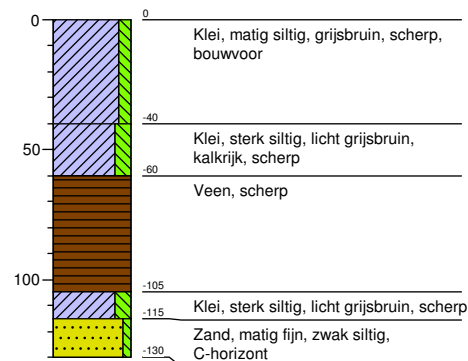 0
0
Klei, matig siltig, grijsbruin, scherp,
bouwvoor
-40
Klei, sterk siltig, licht grijsbruin,
kalkrijk, scherp
50
-60
Veen, scherp
100
-105
Klei, sterk siltig, licht grijsbruin, scherp
-115
Zand, matig fijn, zwak siltig,
C-horizont
-130